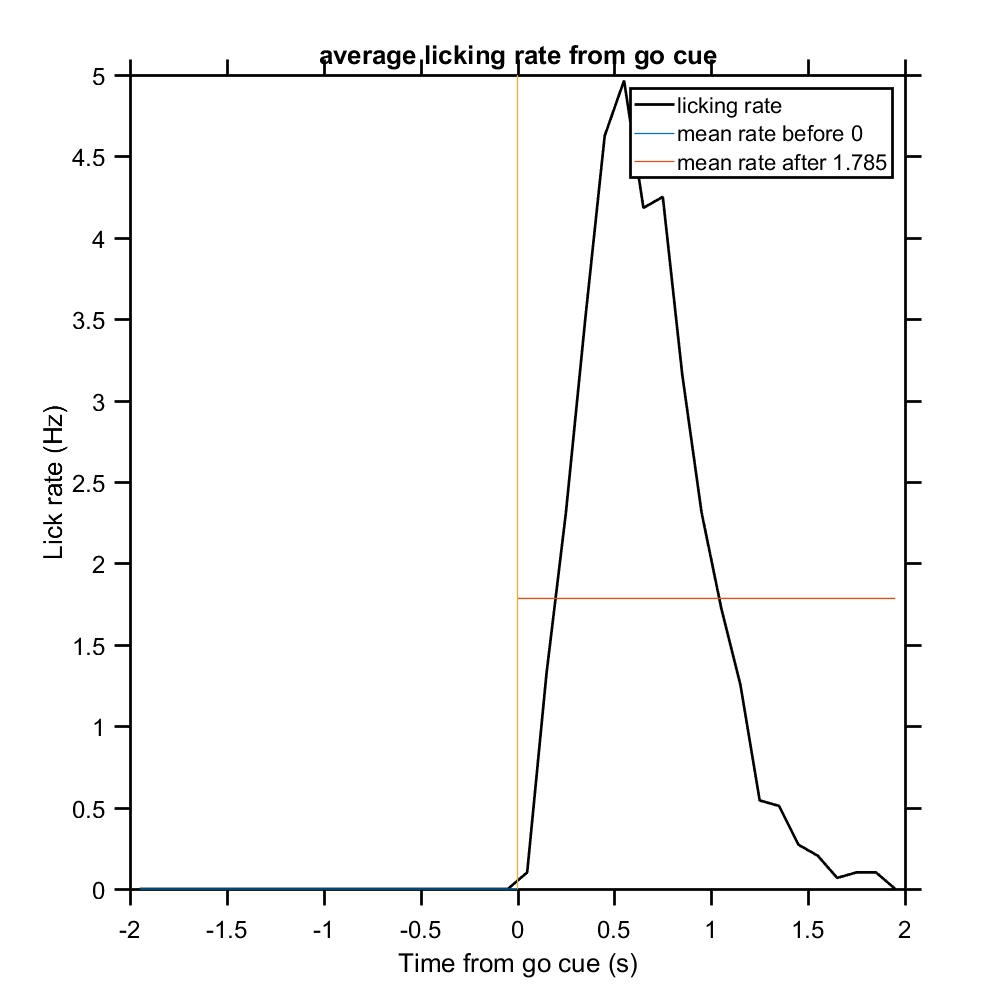 average licking rate from go cue
licking rate
mean rate before 0
mean rate after 1.785
5
4.5
4
3.5
3
2.5
2
1.5
1
0.5
0
Lick rate (Hz)
-2 -1.5 -1 -0.5 0 0.5 1 1.5 2
Time from go cue (s)